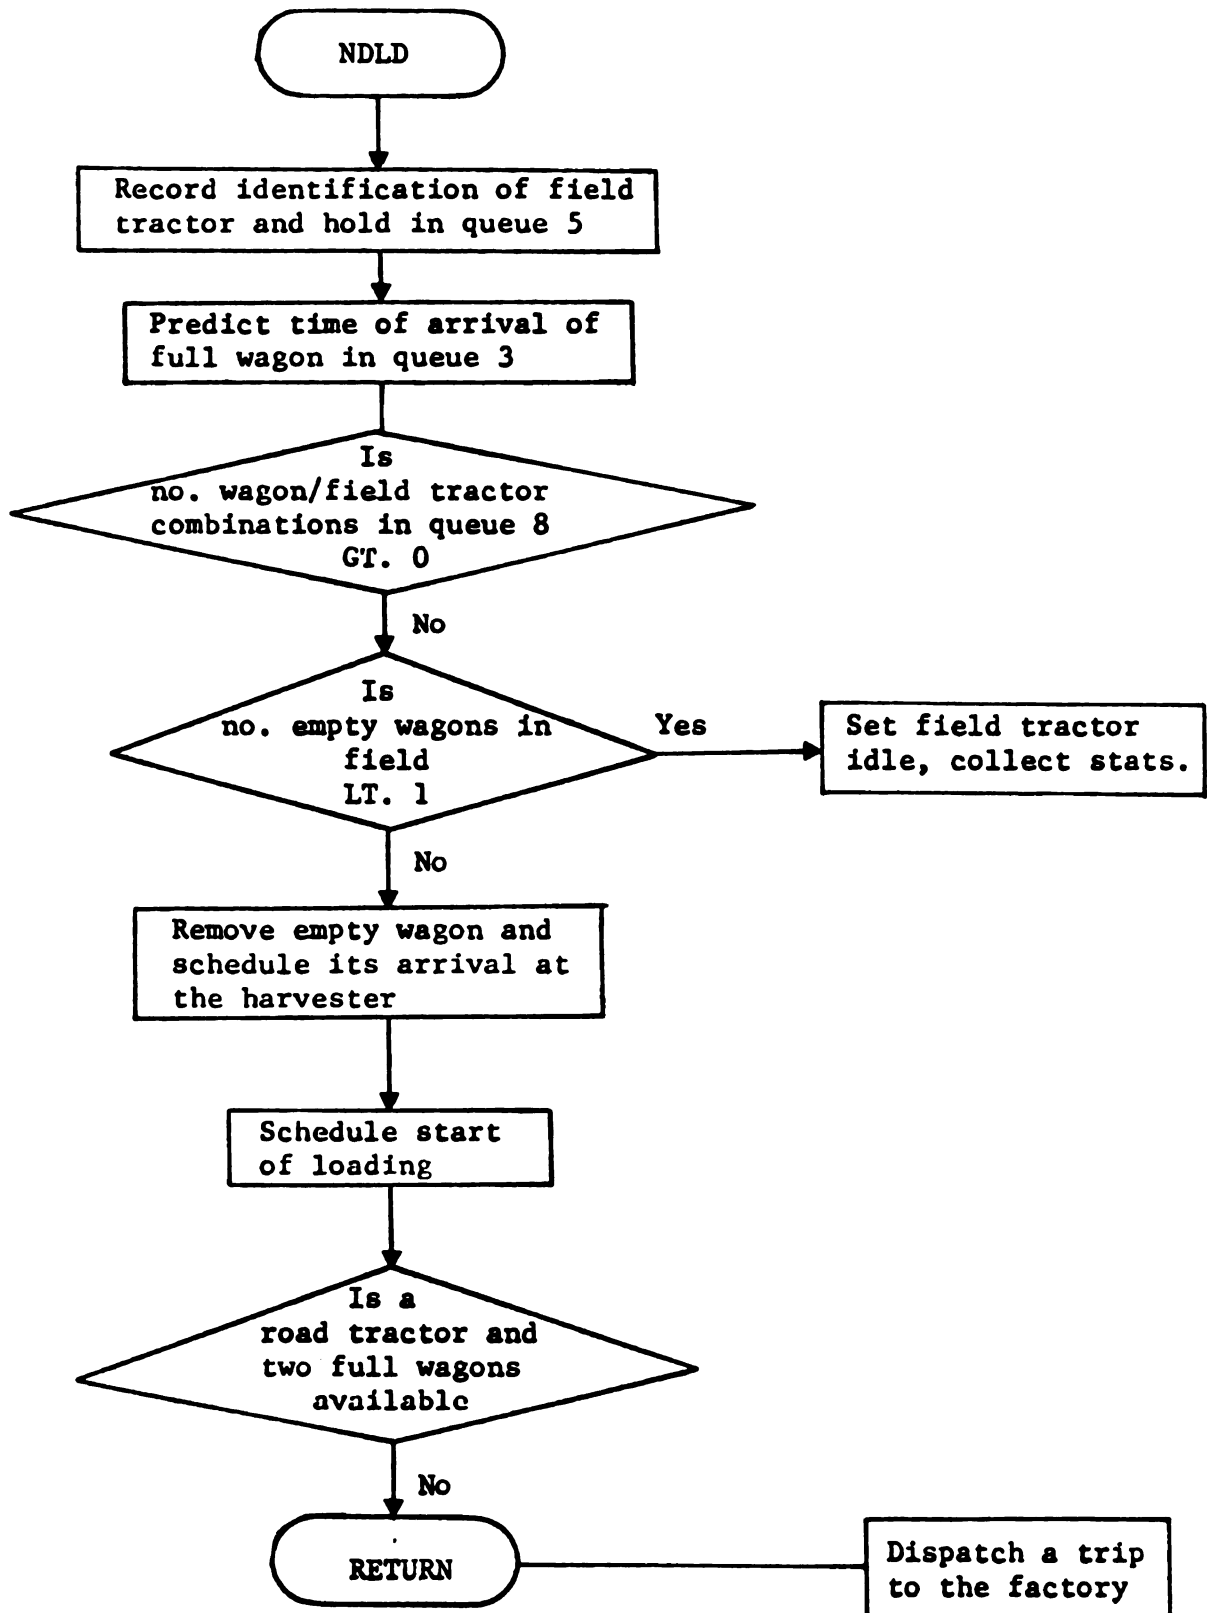 NDLD
Record identification of field
tractor and hold in queue 5
Predict time of arrival of
full wagon in queue 3
Is
no. wagon/field tractor
combinations in queue 8
GT. 0
No
Is
no. empty wagons in
field
LT. 1
Yes
Set field tractor
idle, collect stats.
No
Remove empty wagon and
schedule its arrival at
the harvester
Schedule start
of loading
Is a
road tractor and
two full wagons
available
No
RETURN
Dispatch a trip
to the factory